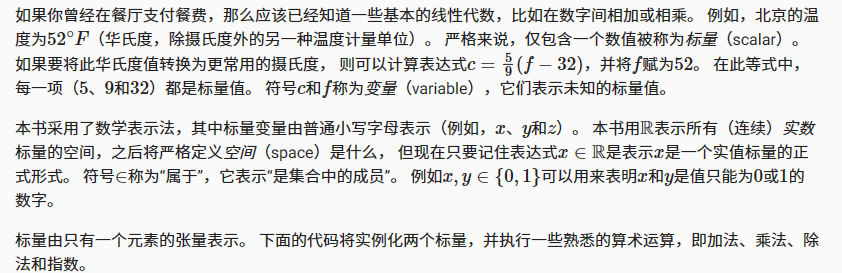 如果你曾经在餐厅支付餐费，那么应该已经知道一些基本的线性代数，比如在数字间相加或相乘。 例如，北京的温
度为52°F（华氏度，除摄氏度外的另一种温度计量单位）。 严格来说，仅包含一个数值被称为标量（scalar）。
如果要将此华氏度值转换为更常用的摄氏度， 则可以计算表达式c = 5/9(f − 32)，并将f赋为52。 在此等式中，
每一项（5、9和32）都是标量值。 符号c和f称为变量（variable），它们表示未知的标量值。
本书采用了数学表示法，其中标量变量由普通小写字母表示（例如，x、y和z）。 本书用ℝ表示所有（连续）实数
标量的空间，之后将严格定义空间（space）是什么， 但现在只要记住表达式x ∈ ℝ是表示x是一个实值标量的正
式形式。 符号∈称为“属于”，它表示“是集合中的成员”。 例如x, y ∈ {0, 1}可以用来表明x和y是值只能为0或1的
数字。
标量由只有一个元素的张量表示。 下面的代码将实例化两个标量，并执行一些熟悉的算术运算，即加法、乘法、除
法和指数。